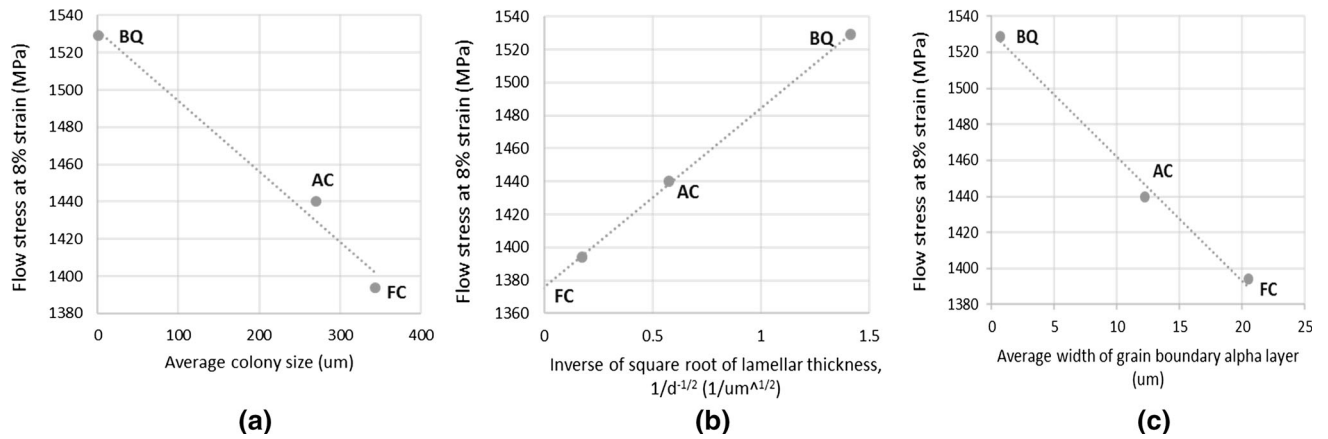 Flow stress at 8% strain (MPa)
1540
1520
1500
1480
1460
1440
1420
1400
1380
BQ
AC
FC
0
100
200
300
400
Average colony size (um)
(a)
Flow stress at 8% strain (MPa)
1540
1520
1500
1480
1460
1440
1420
1400
1380
1360
BQ
AC
FC
0
0.5
1
1.5
Inverse of square root of lamellar thickness,
1/d^-1/2 (1/um^1/2)
(b)
Flow stress at 8% strain (MPa)
1540
1520
1500
1480
1460
1440
1420
1400
1380
BQ
AC
FC
0
5
10
15
20
25
Average width of grain boundary alpha layer
(um)
(c)